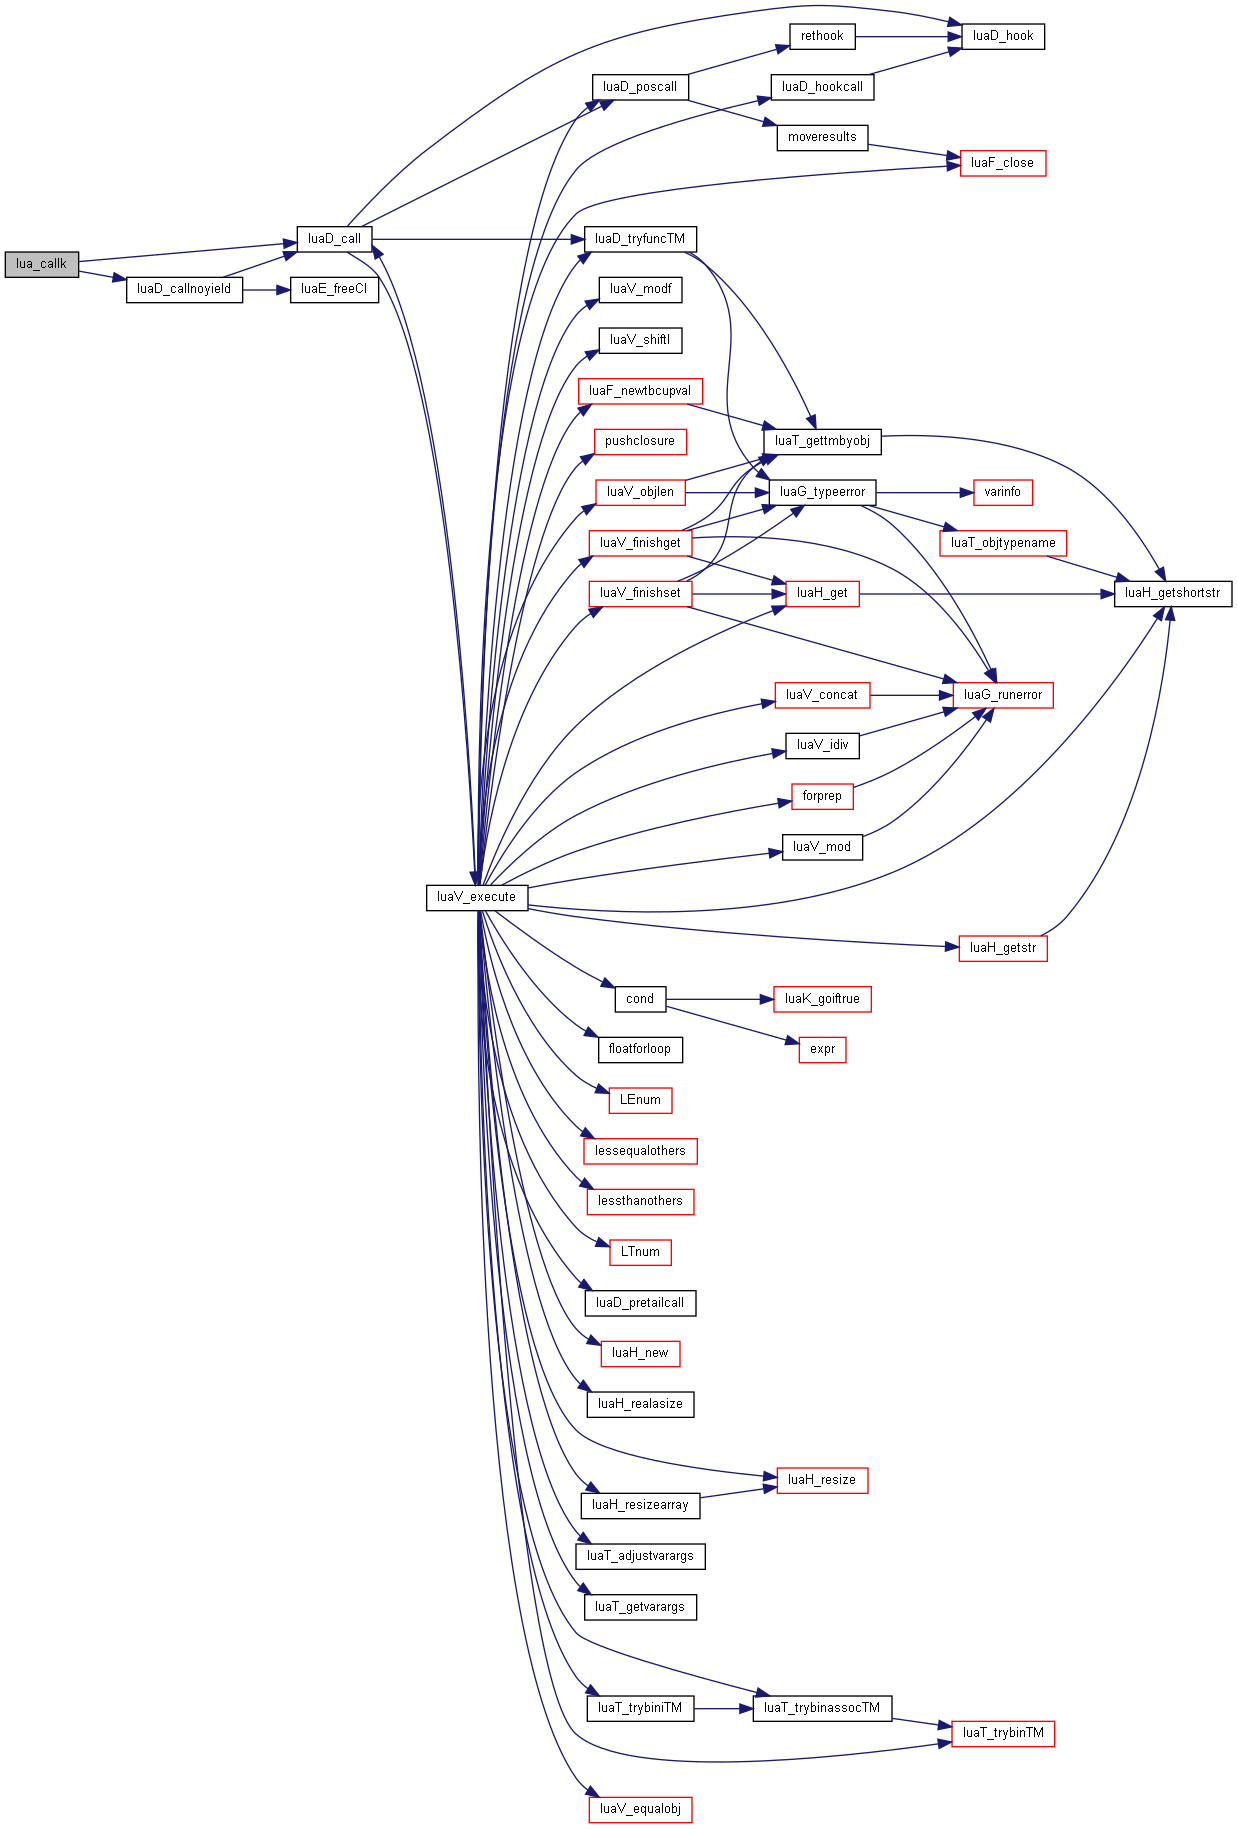 rethook
luaD_hook
luaD_poscall
luaD_hookcall
moveresults
luaF_close
luaD_call
luaD_tryfuncTM
lua_callk
luaD_callnoyield
luaE_freeCI
luaV_modf
luaV_shiftl
luaF_newtbcupval
pushclosure
luaT_gettmbyobj
luaV_objlen
luaG_typeerror
varinfo
luaV_finishget
luaT_objtypename
luaV_finishset
luaH_get
luaH_getshortstr
luaV_concat
luaG_runerror
luaV_idiv
forprep
luaV_mod
luaV_execute
luaH_getstr
cond
luaK_goiftrue
floatforloop
expr
LEnum
lessequalothers
lessthanothers
LTnum
luaD_pretailcall
luaH_new
luaH_realasize
luaH_resize
luaH_resizearray
luaT_adjustvarargs
luaT_getvarargs
luaT_trybiniTM
luaT_trybinassocTM
luaT_trybinTM
luaV_equalobj